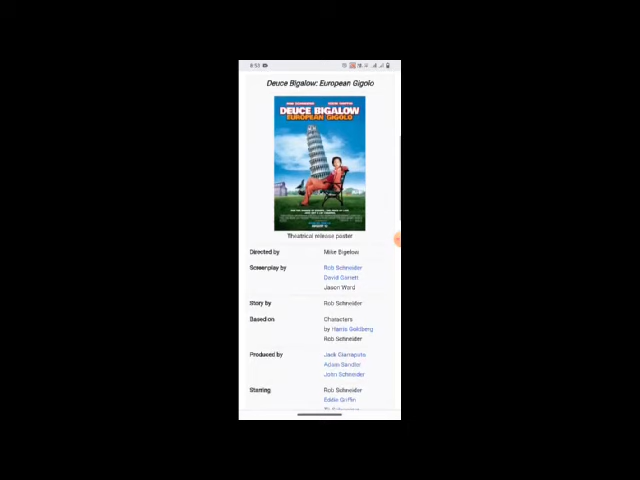 8:53
Deuce Bigalow: European Gigolo
DEUCE BIGALOW
EUROPEAN GIGOLO
Theatrical release poster
Directed by Mike Bigelow
Screenplay by Rob Schneider
David Garrett
Jason Ward
Story by Rob Schneider
Based on Characters
by Harris Goldberg
Rob Schneider
Produced by Jack Giarraputo
Adam Sandler
John Schneider
Starring Rob Schneider
Eddie Griffin